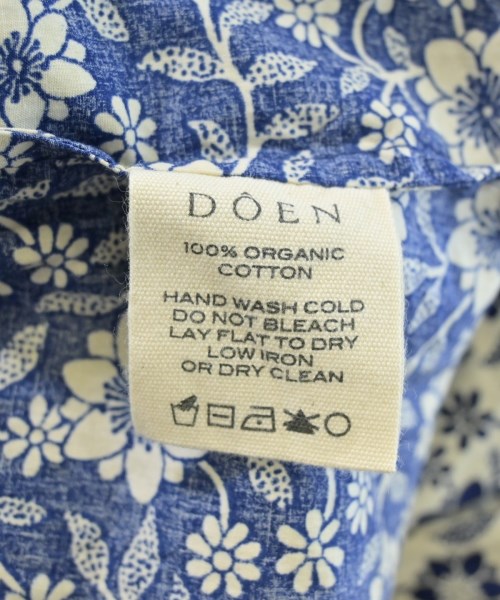 DÔEN
100% ORGANIC
COTTON
HAND WASH COLD
DO NOT BLEACH
LAY FLAT TO DRY
LOW IRON
OR DRY CLEAN